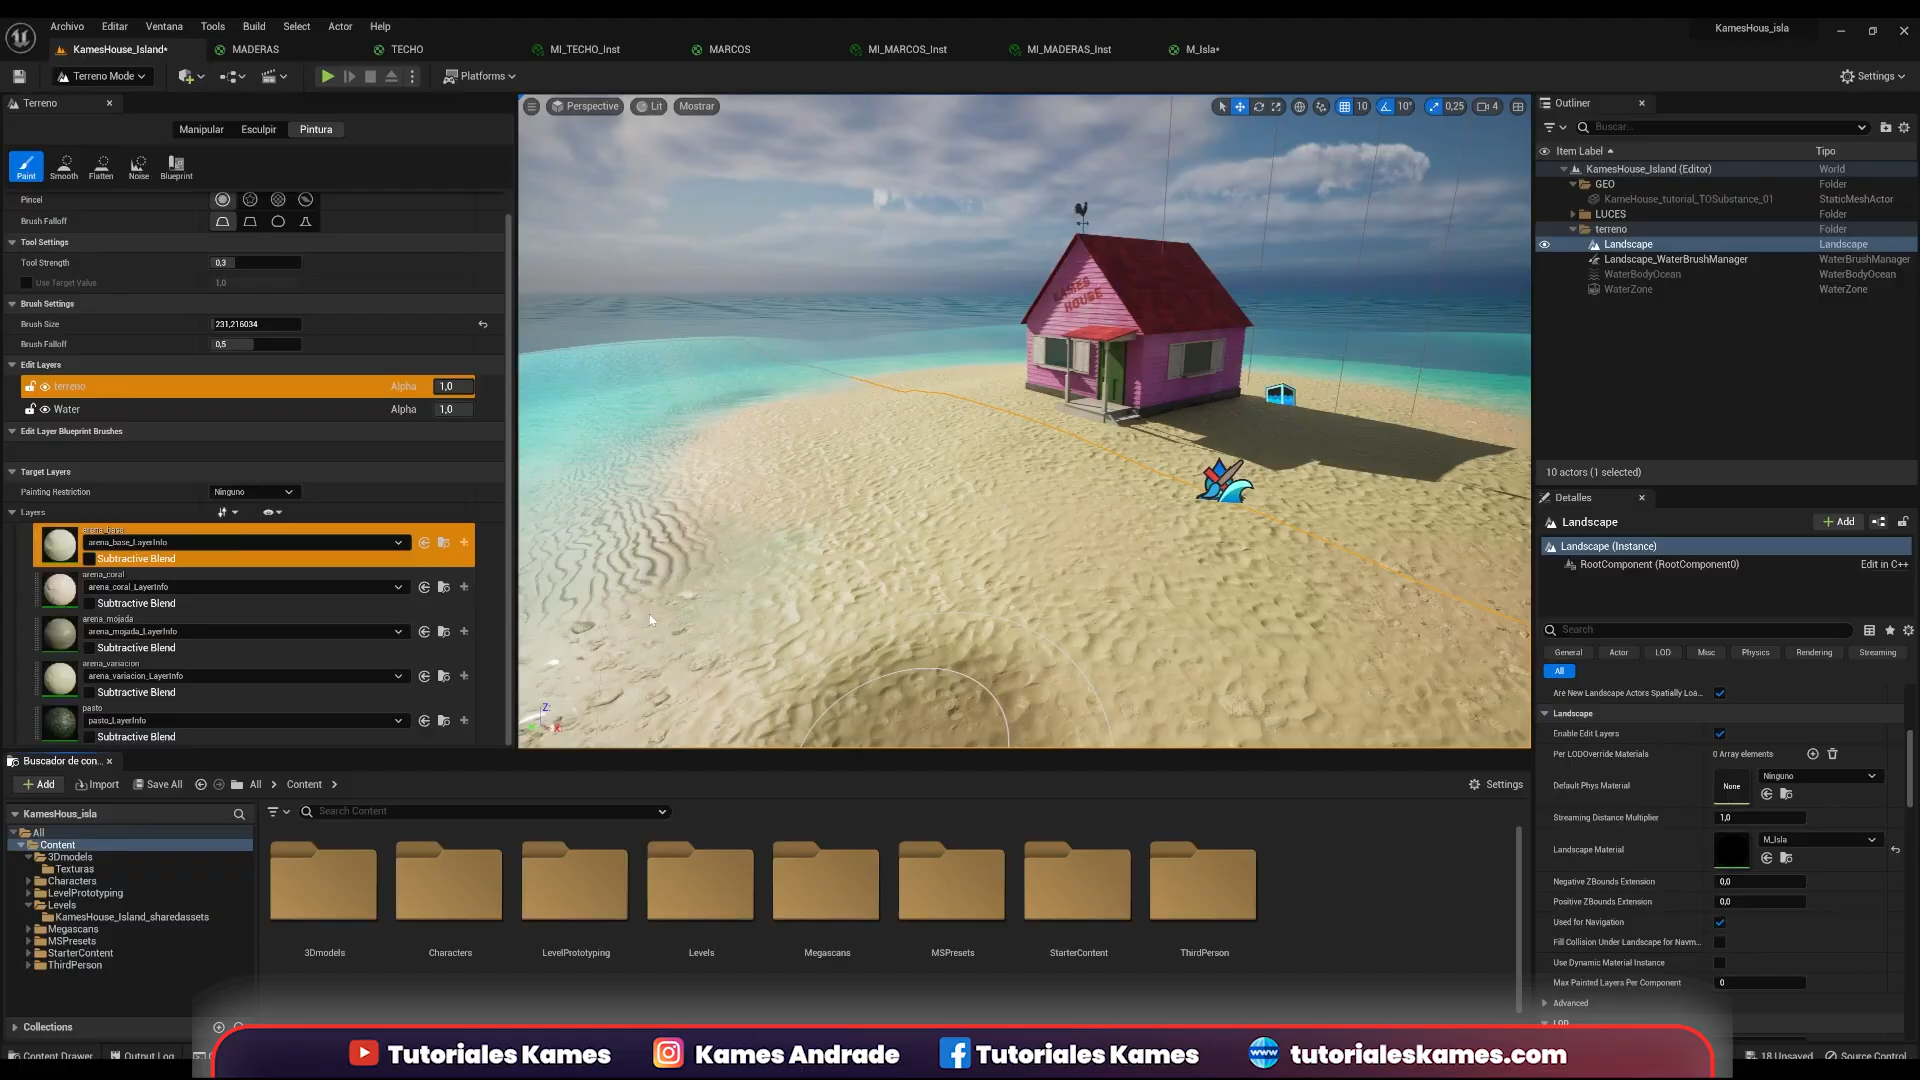 Archivo Editar Ventana Tools Build Select Actor Help
KamesHous_isla
KamesHouse_Island* MADERAS TECHO MI_TECHO_Inst MARCOS MI_MARCOS_Inst MI_MADERAS_Inst M_Isla*
Terreno Mode Platforms Settings
Terreno
Manipular Esculpir Pintura
Paint Smooth Flatten Noise Blueprint
Pincel
Brush Falloff
Tool Settings
Tool Strength 0,3
Use Target Value 1,0
Brush Settings
Brush Size 231,216034
Brush Falloff 0,5
Edit Layers
terreno Alpha 1,0
Water Alpha 1,0
Edit Layer Blueprint Brushes
Target Layers
Painting Restriction Ninguno
Layers
arena_base
arena_base_LayerInfo
Subtractive Blend
arena_coral
arena_coral_LayerInfo
Subtractive Blend
arena_mojada
arena_mojada_LayerInfo
Subtractive Blend
arena_variacion
arena_variacion_LayerInfo
Subtractive Blend
pasto
pasto_LayerInfo
Subtractive Blend
Perspective Lit Mostrar
10 10° 0,25 4
KAMES
HOUSE
Z
X
Outliner
Buscar...
Item Label Tipo
KamesHouse_Island (Editor) World
GEO Folder
KameHouse_tutorial_TOSubstance_01 StaticMeshActor
LUCES Folder
terreno Folder
Landscape Landscape
Landscape_WaterBrushManager WaterBrushManager
WaterBodyOcean WaterBodyOcean
WaterZone WaterZone
10 actors (1 selected)
Detalles
Landscape Add
Landscape (Instance)
RootComponent (RootComponent0) Edit in C++
Search
General Actor LOD Misc Physics Rendering Streaming
All
Are New Landscape Actors Spatially Loa...
Landscape
Enable Edit Layers
Per LODOverride Materials 0 Array elements
Default Phys Material None Ninguno
Streaming Distance Multiplier 1,0
Landscape Material M_Isla
Negative ZBounds Extension 0,0
Positive ZBounds Extension 0,0
Used for Navigation
Fill Collision Under Landscape for Navm...
Use Dynamic Material Instance
Max Painted Layers Per Component 0
Advanced
LOD
Buscador de con...
Add Import Save All All Content Settings
KamesHous_isla
Search Content
All
Content
3Dmodels
Texturas
Characters
LevelPrototyping
Levels
KamesHouse_Island_sharedassets
Megascans
MSPresets
StarterContent
ThirdPerson
3Dmodels Characters LevelPrototyping Levels Megascans MSPresets StarterContent ThirdPerson
Collections
Content Drawer Output Log 18 Unsaved Source Control
Tutoriales Kames Kames Andrade Tutoriales Kames tutorialeskames.com